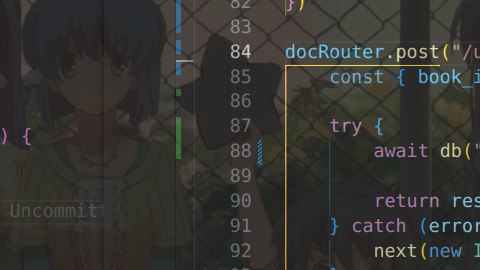 82 })
83
84 docRouter.post("/u
85 const { book_i
86
87 try {
) {
88 await db("
89
90 return res
Uncommitt
91 } catch (error
92 next(new I
93 }